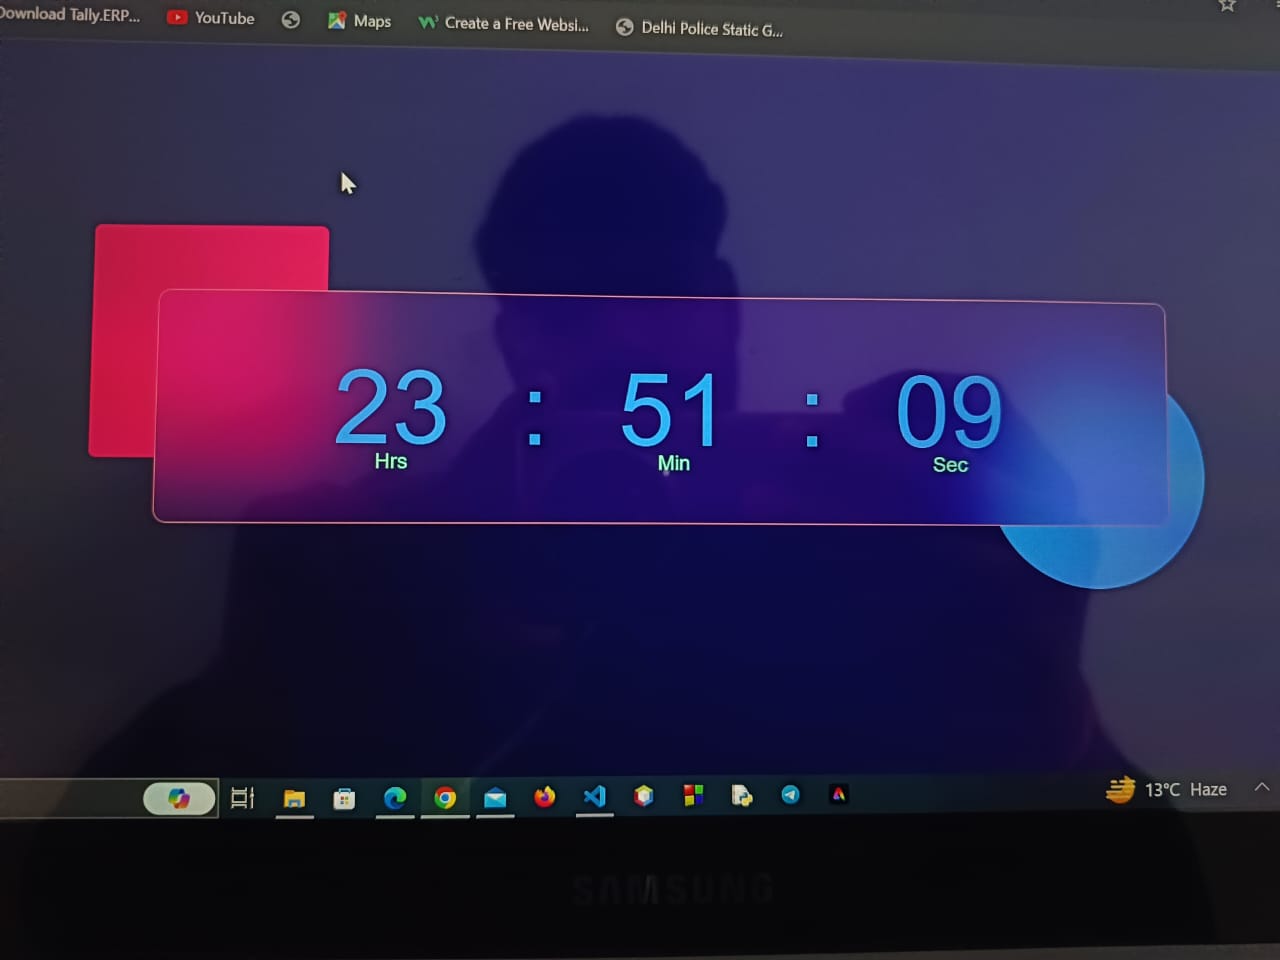 Download Tally.ERP... YouTube Maps Create a Free Websi... Delhi Police Static G...
23 : 51 : 09
Hrs Min Sec
13°C Haze
SAMSUNG